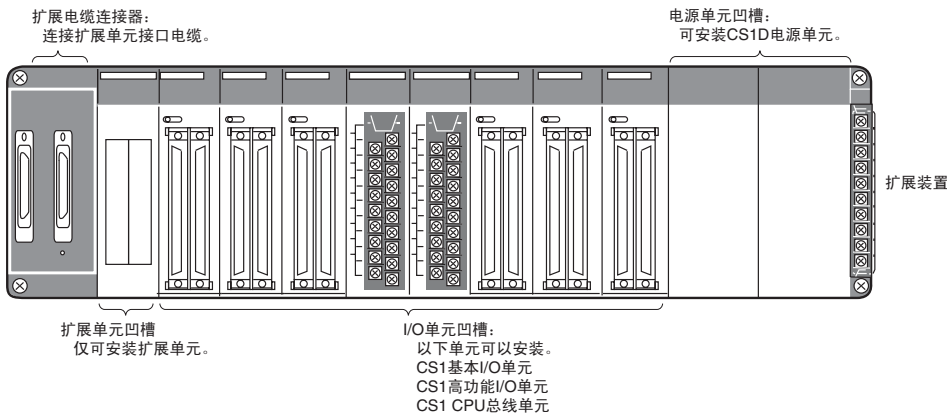 扩展电缆连接器：
连接扩展单元接口电缆。
电源单元凹槽：
可安装CS1D电源单元。
扩展装置
扩展单元凹槽
仅可安装扩展单元。
I/O单元凹槽：
以下单元可以安装。
CS1基本I/O单元
CS1高功能I/O单元
CS1 CPU总线单元